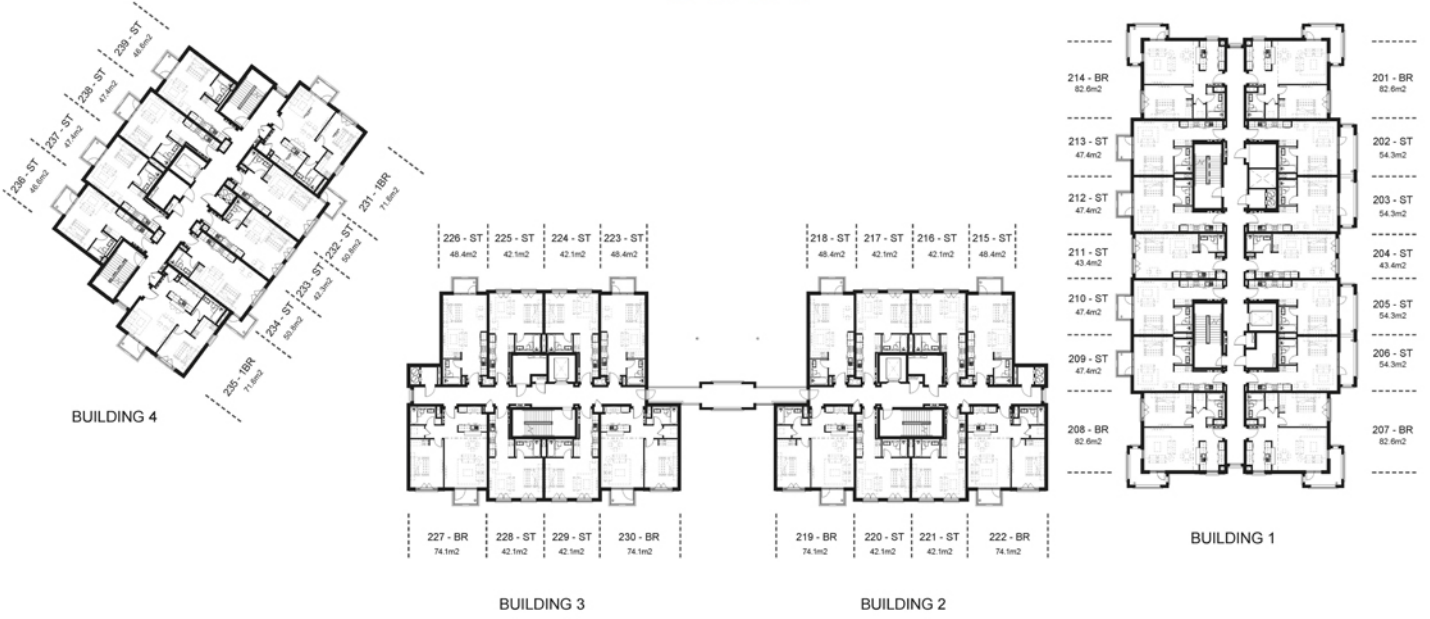 239 - ST
46.6m2
238 - ST
47.4m2
237 - ST
47.4m2
236 - ST
46.6m2
231 - 1BR
71.8m2
232 - ST
50.8m2
233 - ST
42.3m2
234 - ST
50.8m2
235 - 1BR
71.8m2
BUILDING 4
226 - ST
48.4m2
225 - ST
42.1m2
224 - ST
42.1m2
223 - ST
48.4m2
227 - BR
74.1m2
228 - ST
42.1m2
229 - ST
42.1m2
230 - BR
74.1m2
BUILDING 3
218 - ST
48.4m2
217 - ST
42.1m2
216 - ST
42.1m2
215 - ST
48.4m2
219 - BR
74.1m2
220 - ST
42.1m2
221 - ST
42.1m2
222 - BR
74.1m2
BUILDING 2
214 - BR
82.6m2
213 - ST
47.4m2
212 - ST
47.4m2
211 - ST
43.4m2
210 - ST
47.4m2
209 - ST
47.4m2
208 - BR
82.6m2
201 - BR
82.6m2
202 - ST
54.3m2
203 - ST
54.3m2
204 - ST
43.4m2
205 - ST
54.3m2
206 - ST
54.3m2
207 - BR
82.6m2
BUILDING 1